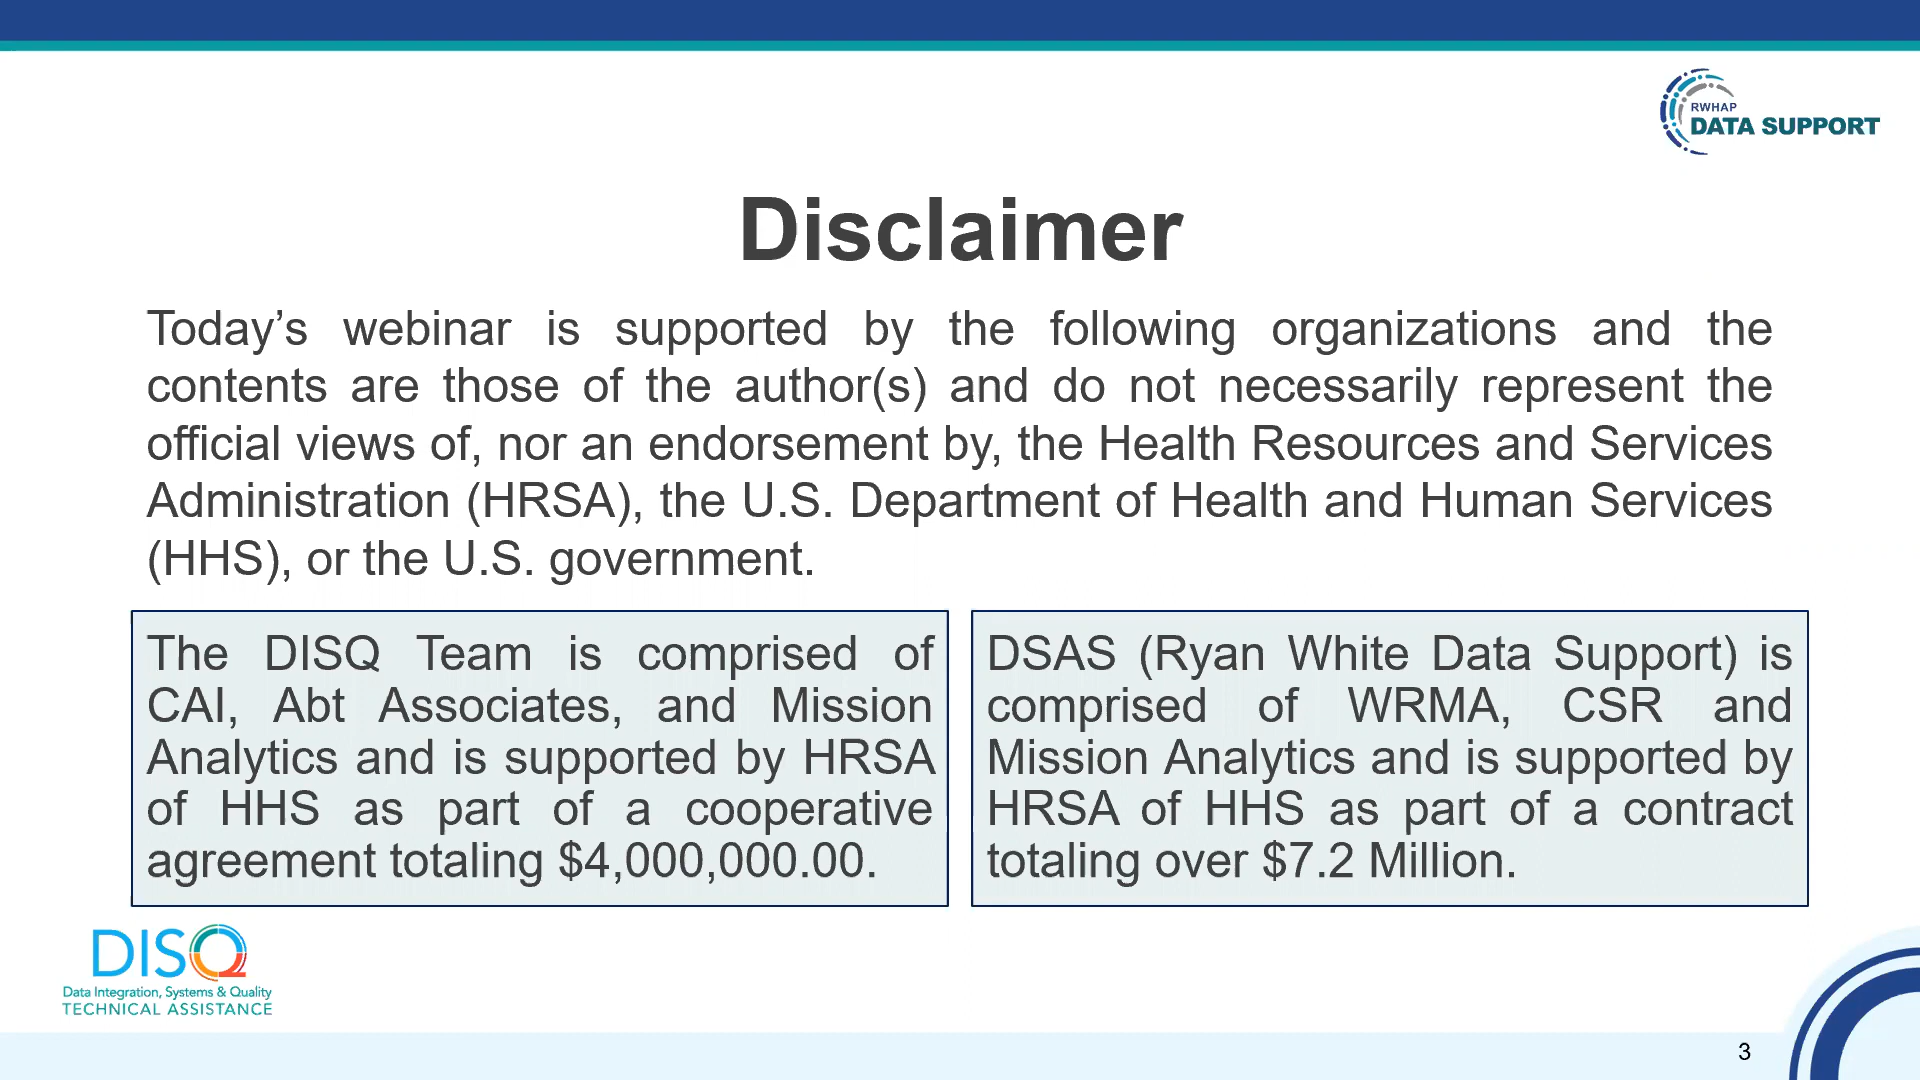 RWHAP
DATA SUPPORT
Disclaimer
Today’s webinar is supported by the following organizations and the
contents are those of the author(s) and do not necessarily represent the
official views of, nor an endorsement by, the Health Resources and Services
Administration (HRSA), the U.S. Department of Health and Human Services
(HHS), or the U.S. government.
The DISQ Team is comprised of
CAI, Abt Associates, and Mission
Analytics and is supported by HRSA
of HHS as part of a cooperative
agreement totaling $4,000,000.00.
DSAS (Ryan White Data Support) is
comprised of WRMA, CSR and
Mission Analytics and is supported by
HRSA of HHS as part of a contract
totaling over $7.2 Million.
DISQ
Data Integration, Systems & Quality
TECHNICAL ASSISTANCE
3